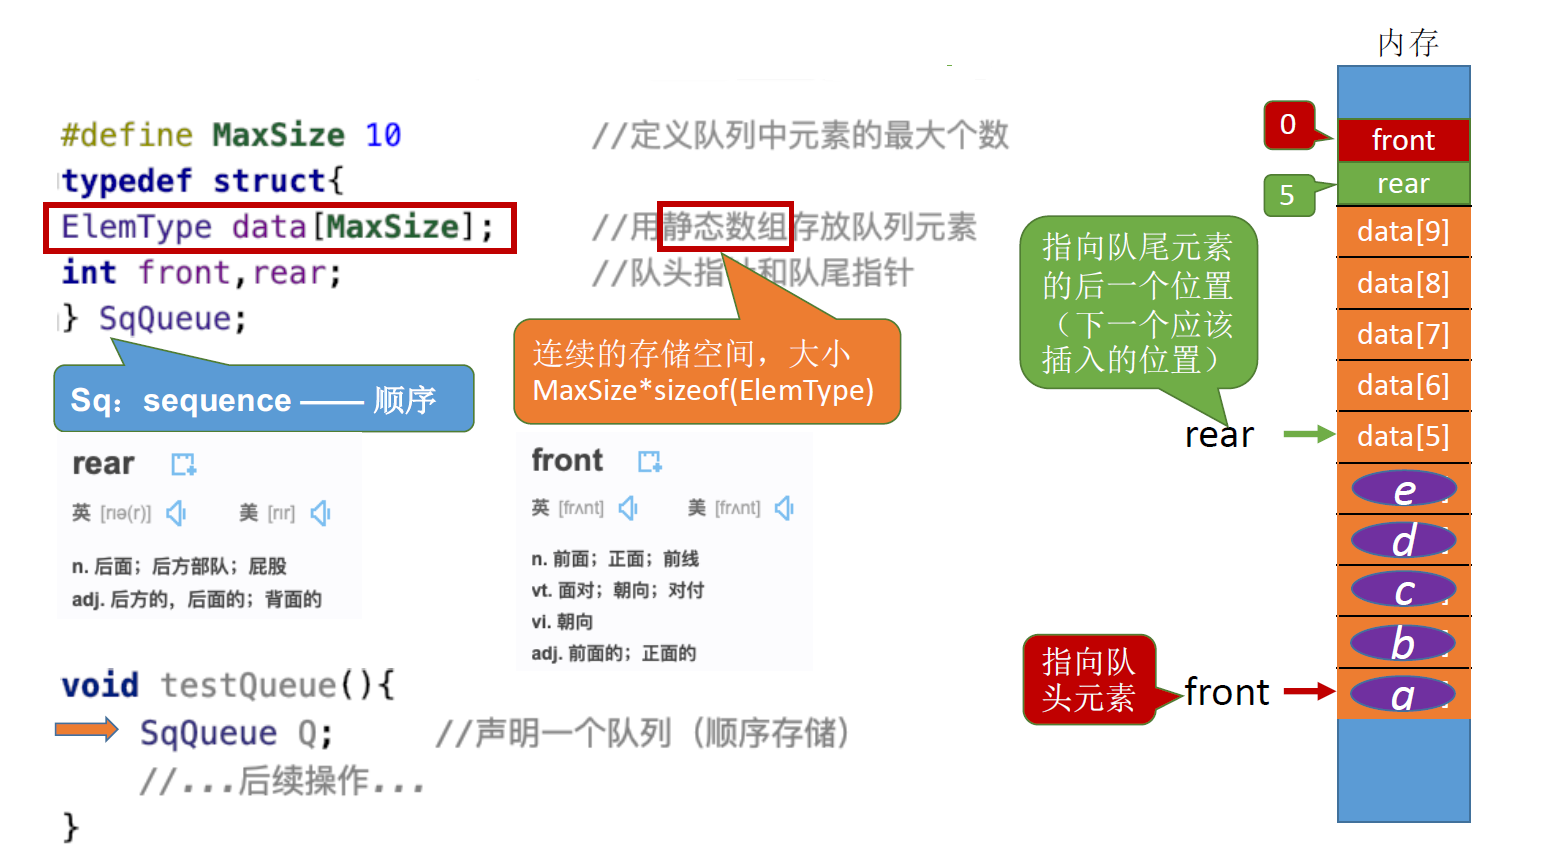 #define MaxSize 10 //定义队列中元素的最大个数
typedef struct{
ElemType data[MaxSize]; //用静态数组存放队列元素
int front,rear; //队头指针和队尾指针
} SqQueue;
Sq：sequence —— 顺序
连续的存储空间，大小
MaxSize*sizeof(ElemType)
rear
英 [rɪə(r)] 美 [rɪr]
n. 后面；后方部队；屁股
adj. 后方的，后面的；背面的
front
英 [frʌnt] 美 [frʌnt]
n. 前面；正面；前线
vt. 面对；朝向；对付
vi. 朝向
adj. 前面的；正面的
void testQueue(){
SqQueue Q; //声明一个队列（顺序存储）
//...后续操作...
}
内存
0
front
5
rear
指向队尾元素
的后一个位置
（下一个应该
插入的位置）
data[9]
data[8]
data[7]
data[6]
rear
data[5]
e
d
c
b
指向队
头元素
front
a